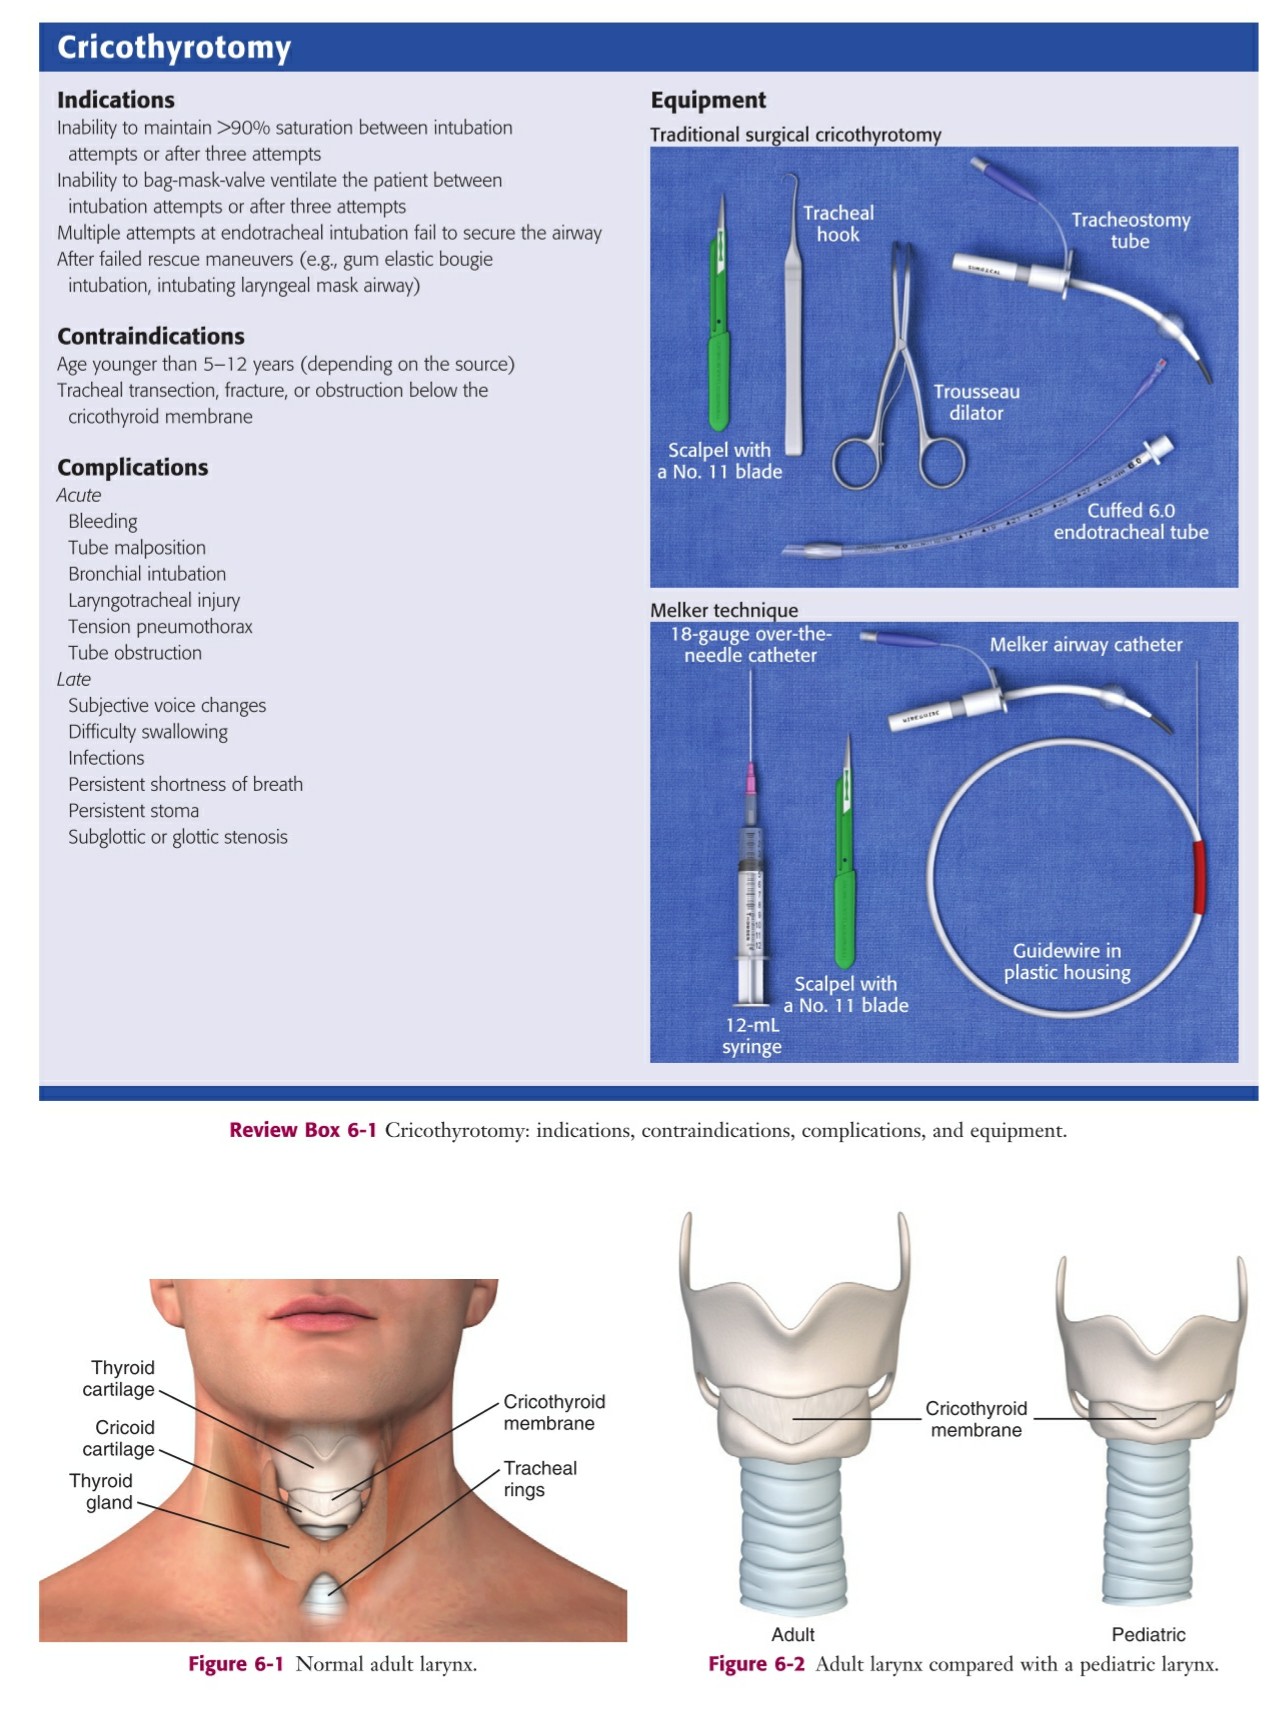 Cricothyrotomy
Indications
Inability to maintain >90% saturation between intubation
attempts or after three attempts
Inability to bag-mask-valve ventilate the patient between
intubation attempts or after three attempts
Multiple attempts at endotracheal intubation fail to secure the airway
After failed rescue maneuvers (e.g., gum elastic bougie
intubation, intubating laryngeal mask airway)
Contraindications
Age younger than 5–12 years (depending on the source)
Tracheal transection, fracture, or obstruction below the
cricothyroid membrane
Complications
Acute
Bleeding
Tube malposition
Bronchial intubation
Laryngotracheal injury
Tension pneumothorax
Tube obstruction
Late
Subjective voice changes
Difficulty swallowing
Infections
Persistent shortness of breath
Persistent stoma
Subglottic or glottic stenosis
Equipment
Traditional surgical cricothyrotomy
Tracheal
hook
Tracheostomy
tube
SURGICAL
Trousseau
dilator
Scalpel with
a No. 11 blade
Cuffed 6.0
endotracheal tube
Melker technique
18-gauge over-the-
needle catheter
Melker airway catheter
Guidewire in
plastic housing
Scalpel with
a No. 11 blade
12-mL
syringe
Review Box 6-1 Cricothyrotomy: indications, contraindications, complications, and equipment.
Thyroid
cartilage
Cricoid
cartilage
Thyroid
gland
Cricothyroid
membrane
Tracheal
rings
Figure 6-1 Normal adult larynx.
Cricothyroid
membrane
Adult
Pediatric
Figure 6-2 Adult larynx compared with a pediatric larynx.